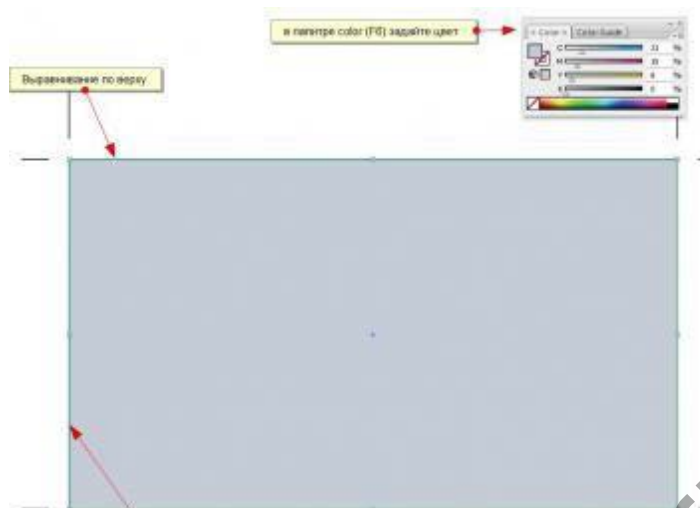 в палитре color (F6) задайте цвет
Color
Color Guide
Выравнивание по верху
C
%
M
%
Y
%
K
%